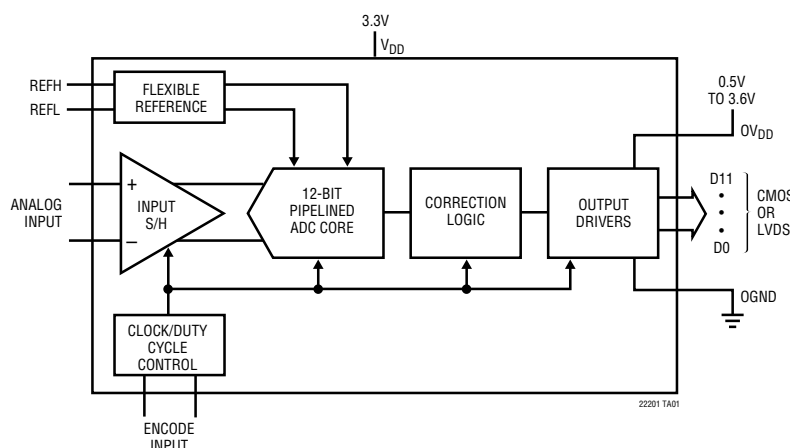 3.3V
VDD
REFH
REFL
FLEXIBLE
REFERENCE
0.5V
TO 3.6V
OVDD
ANALOG
INPUT
+
−
INPUT
S/H
12-BIT
PIPELINED
ADC CORE
CORRECTION
LOGIC
OUTPUT
DRIVERS
D11
•
•
•
D0
CMOS
OR
LVDS
OGND
CLOCK/DUTY
CYCLE
CONTROL
22201 TA01
ENCODE
INPUT